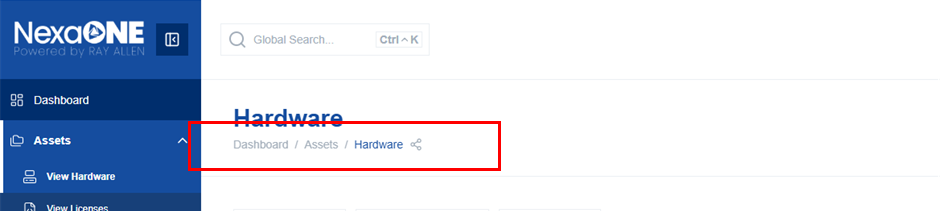 NexaONE
Powered by RAY ALLEN
Global Search... Ctrl ^ K
Dashboard
Assets
View Hardware
View Licenses
Hardware
Dashboard / Assets / Hardware